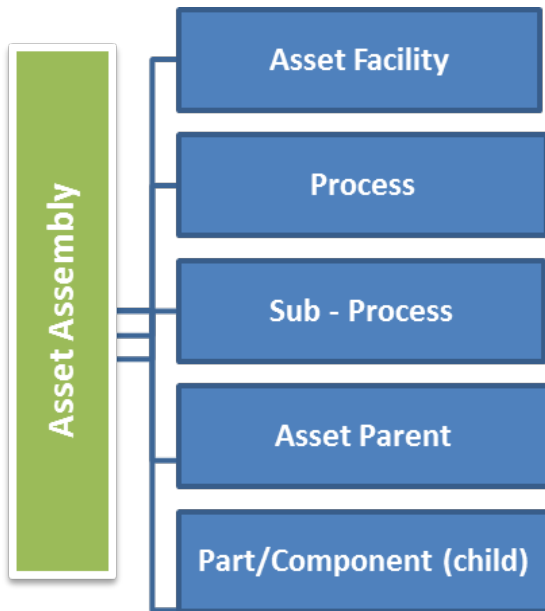 Asset Assembly
Asset Facility
Process
Sub - Process
Asset Parent
Part/Component (child)